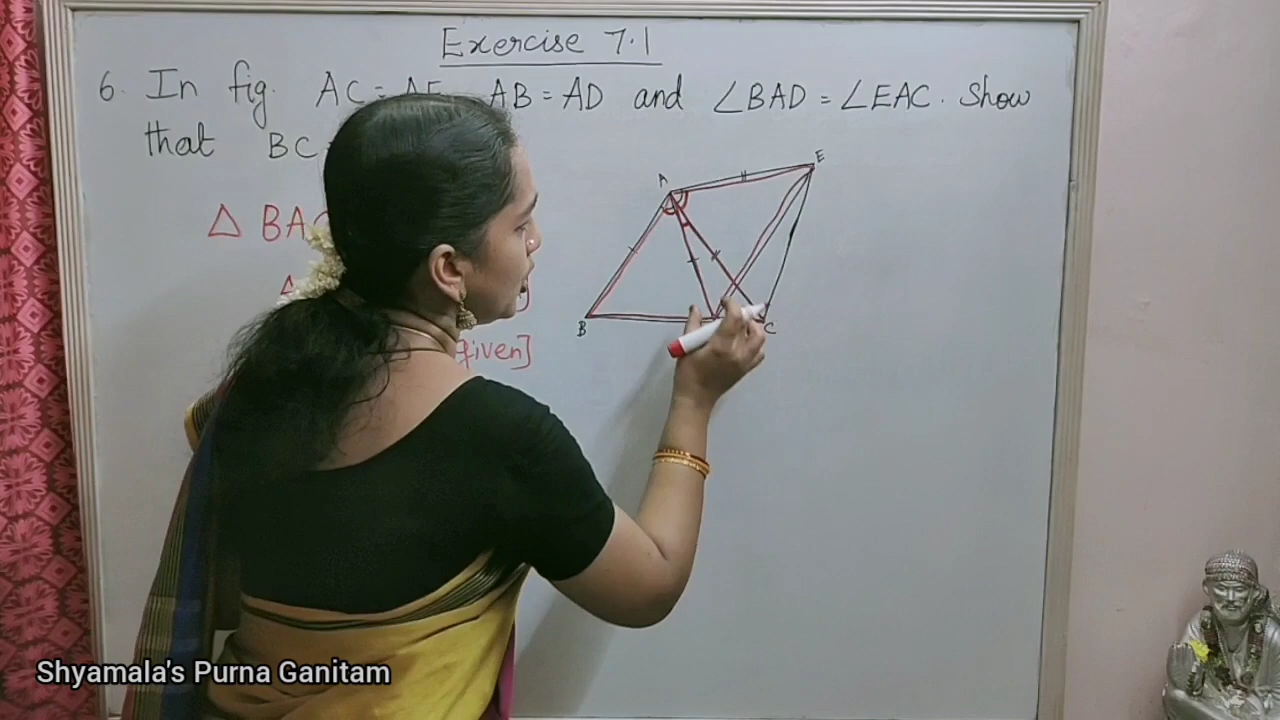 Exercise 7.1
6. In fig. AC = AE AB = AD and ∠BAD = ∠EAC. Show
that BC
△ BAC
given]
A
E
B
C
Shyamala's Purna Ganitam